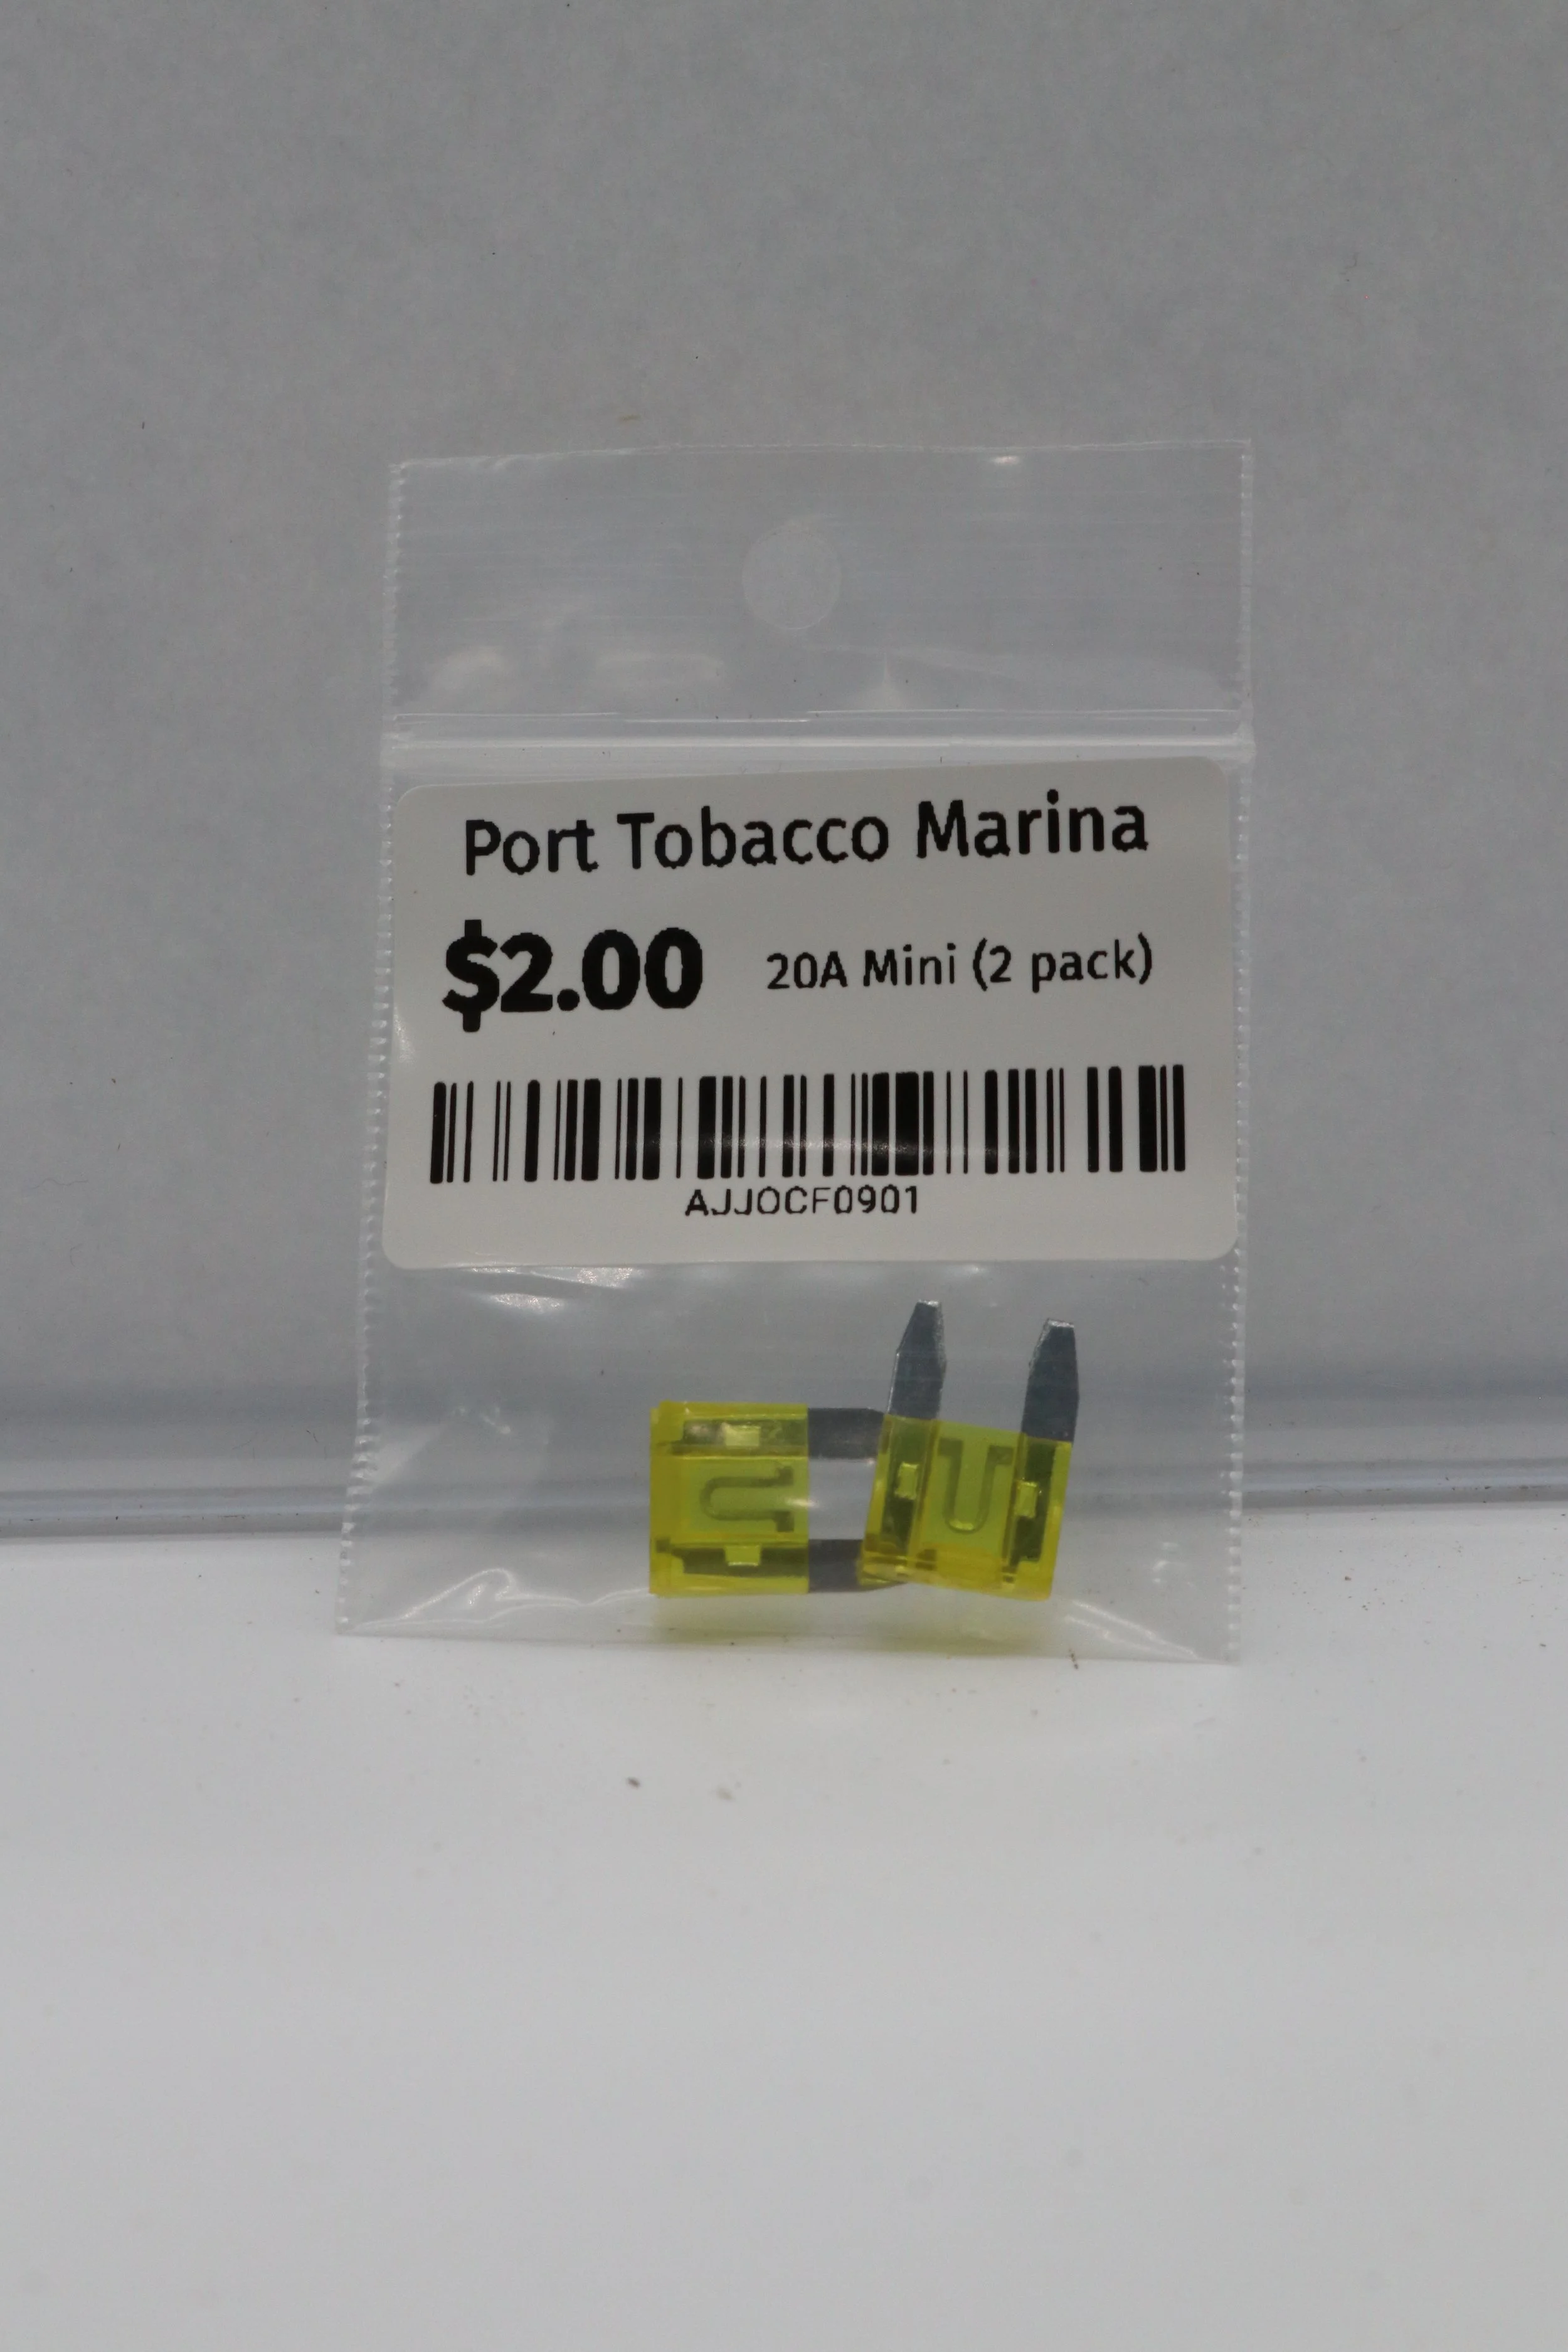 Port Tobacco Marina
$2.00 20A Mini (2 pack)
AJJOCF0901